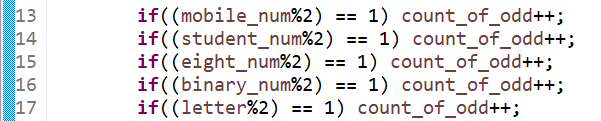 13 if((mobile_num%2) == 1) count_of_odd++;
14 if((student_num%2) == 1) count_of_odd++;
15 if((eight_num%2) == 1) count_of_odd++;
16 if((binary_num%2) == 1) count_of_odd++;
17 if((letter%2) == 1) count_of_odd++;